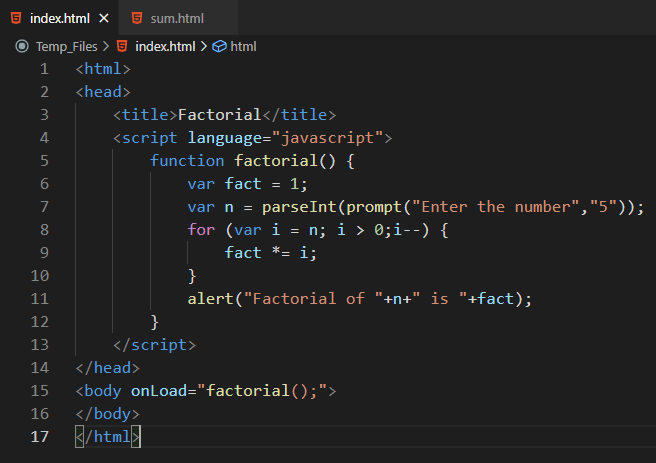 index.html × sum.html
Temp_Files > index.html > html
1 <html>
2 <head>
3     <title>Factorial</title>
4     <script language="javascript">
5         function factorial() {
6             var fact = 1;
7             var n = parseInt(prompt("Enter the number","5"));
8             for (var i = n; i > 0;i--) {
9                 fact *= i;
10             }
11             alert("Factorial of "+n+" is "+fact);
12         }
13     </script>
14 </head>
15 <body onLoad="factorial();">
16 </body>
17 </html>